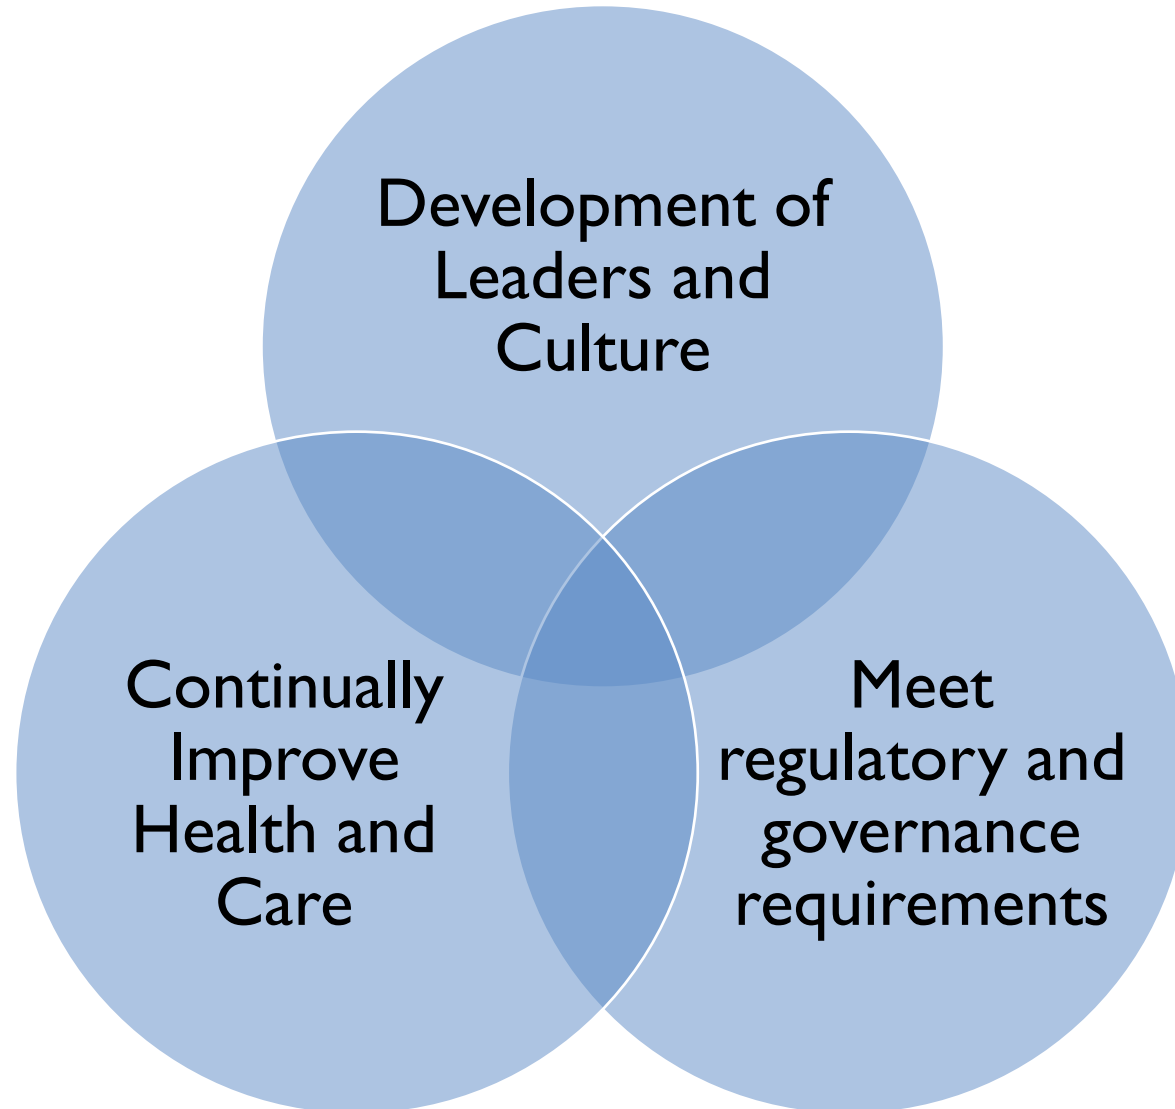 Development of
Leaders and
Culture
Continually
Improve
Health and
Care
Meet
regulatory and
governance
requirements